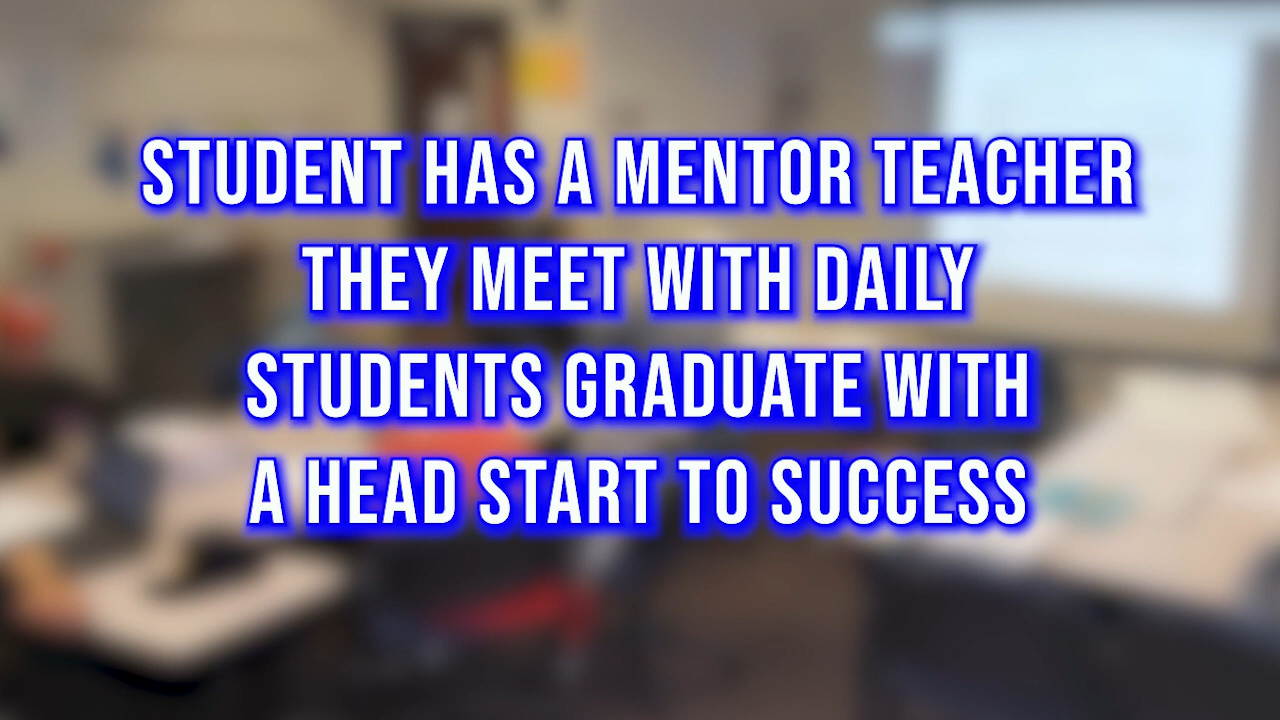 STUDENT HAS A MENTOR TEACHER
THEY MEET WITH DAILY
STUDENTS GRADUATE WITH
A HEAD START TO SUCCESS